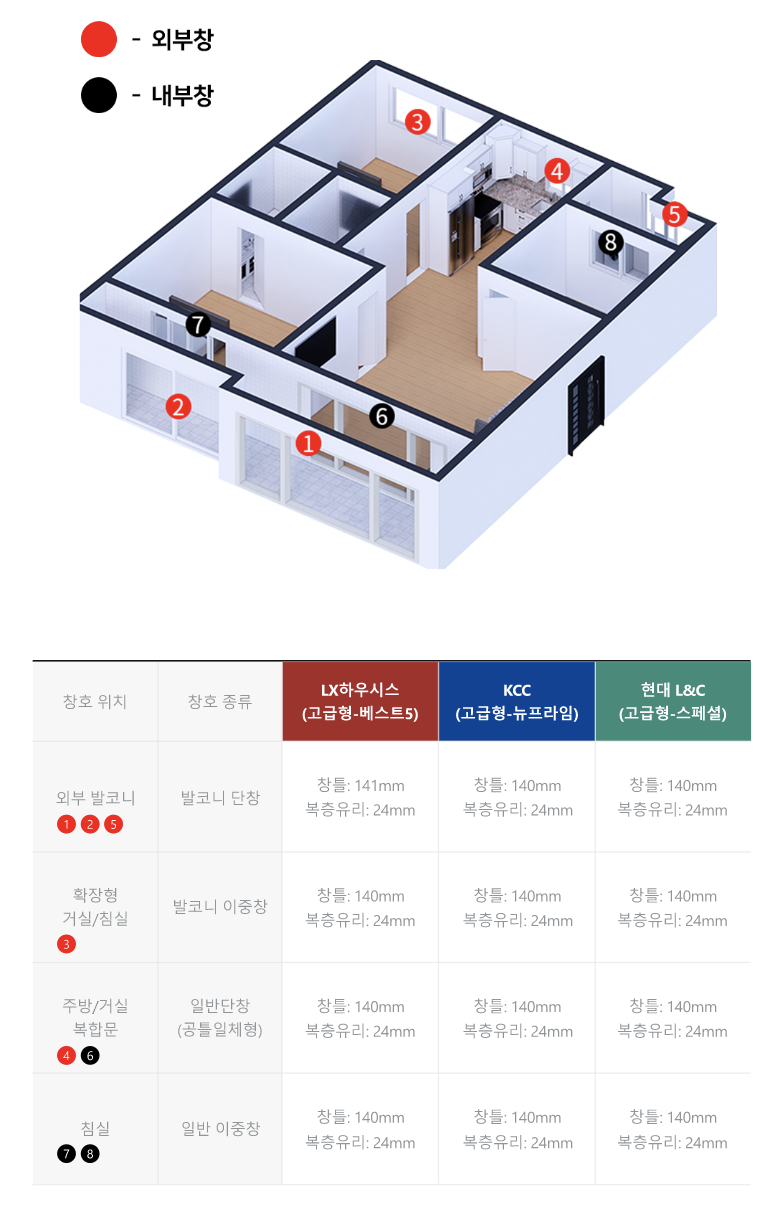 - 외부창
- 내부창
3
4
5
8
7
2
6
1
창호 위치 창호 종류 LX하우시스 (고급형-베스트5) KCC (고급형-뉴프라임) 현대 L&C (고급형-스페셜)
외부 발코니
1 2 5
발코니 단창
창틀: 141mm
복층유리: 24mm
창틀: 140mm
복층유리: 24mm
창틀: 140mm
복층유리: 24mm
확장형
거실/침실
3
발코니 이중창
창틀: 140mm
복층유리: 24mm
창틀: 140mm
복층유리: 24mm
창틀: 140mm
복층유리: 24mm
주방/거실
복합문
4 6
일반단창
(공틀일체형)
창틀: 140mm
복층유리: 24mm
창틀: 140mm
복층유리: 24mm
창틀: 140mm
복층유리: 24mm
침실
7 8
일반 이중창
창틀: 140mm
복층유리: 24mm
창틀: 140mm
복층유리: 24mm
창틀: 140mm
복층유리: 24mm